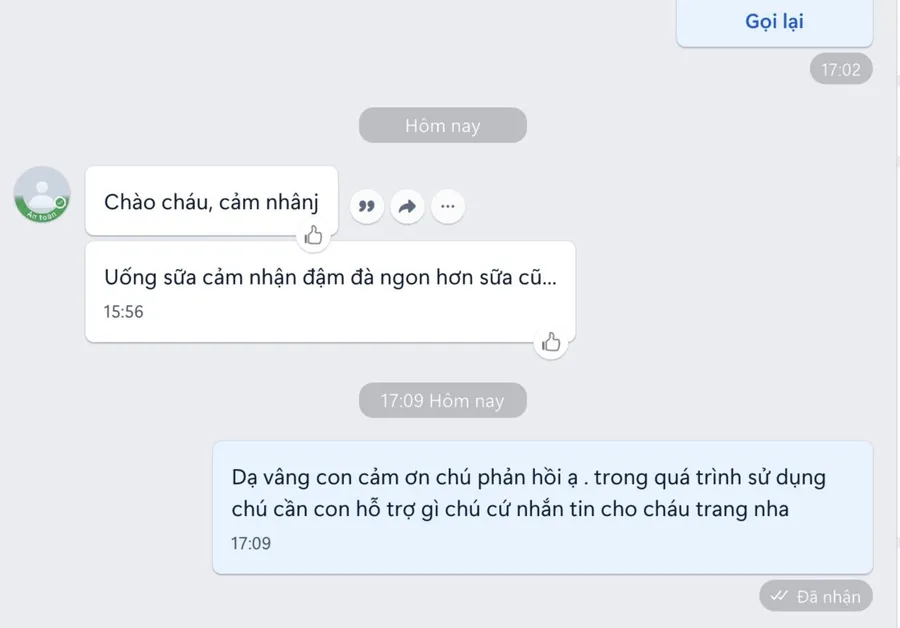 Gọi lại
17:02
Hôm nay
An toàn
Chào cháu, cảm nhânj
Uống sữa cảm nhận đậm đà ngon hơn sữa cũ...
15:56
17:09 Hôm nay
Dạ vâng con cảm ơn chú phản hồi ạ . trong quá trình sử dụng
chú cần con hỗ trợ gì chú cứ nhắn tin cho cháu trang nha
17:09
Đã nhận